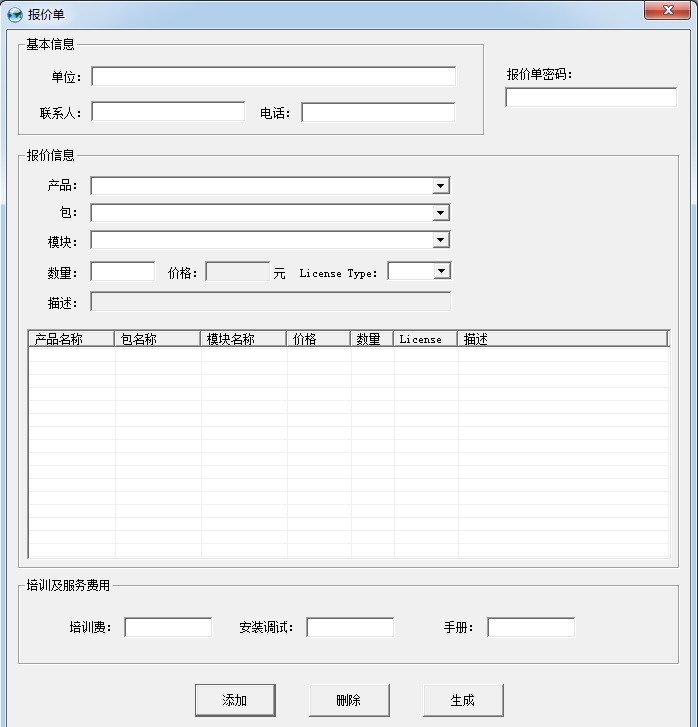 报价单
基本信息
单位：
报价单密码：
联系人： 电话：
报价信息
产品：
包：
模块：
数量： 价格： 元 License Type：
描述：
产品名称 包名称 模块名称 价格 数量 License 描述
培训及服务费用
培训费： 安装调试： 手册：
添加 删除 生成